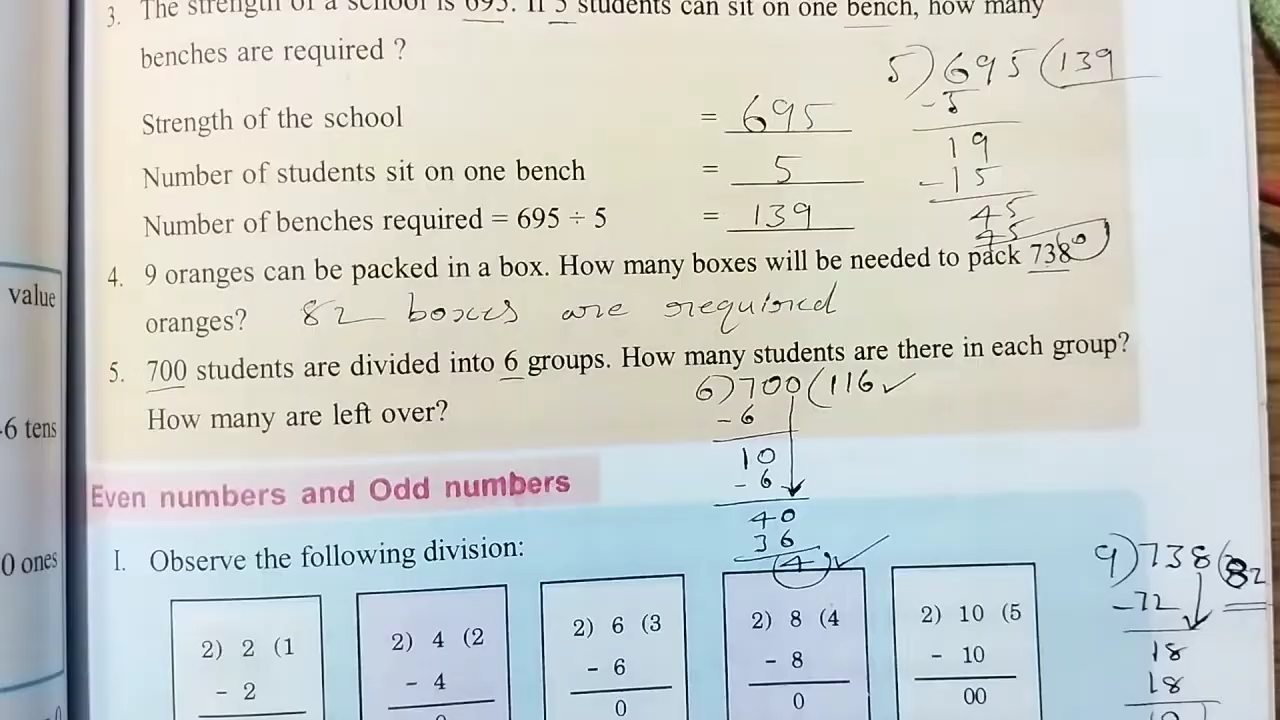 3. The strength of a school is 695. If 5 students can sit on one bench, how many
benches are required ?
5) 695 (139
- 5
19
- 15
45
45
0
Strength of the school = 695
Number of students sit on one bench = 5
Number of benches required = 695 ÷ 5 = 139
4. 9 oranges can be packed in a box. How many boxes will be needed to pack 738
oranges? 82 boxes are required
5. 700 students are divided into 6 groups. How many students are there in each group?
How many are left over?
6) 700 (116 ✓
- 6
10
- 6
40
36
4 ✓
value
6 tens
0 ones
Even numbers and Odd numbers
I. Observe the following division:
2) 2 (1
- 2
2) 4 (2
- 4
2) 6 (3
- 6
0
2) 8 (4
- 8
0
2) 10 (5
- 10
00
9) 738 (82
- 72
18
18